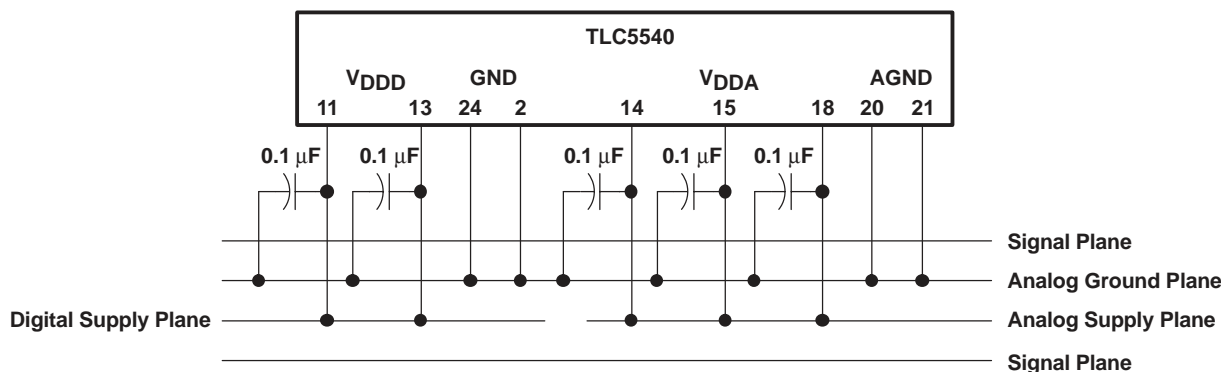 TLC5540
VDDD GND VDDA AGND
11 13 24 2 14 15 18 20 21
0.1 μF 0.1 μF 0.1 μF 0.1 μF 0.1 μF
Signal Plane
Analog Ground Plane
Digital Supply Plane Analog Supply Plane
Signal Plane